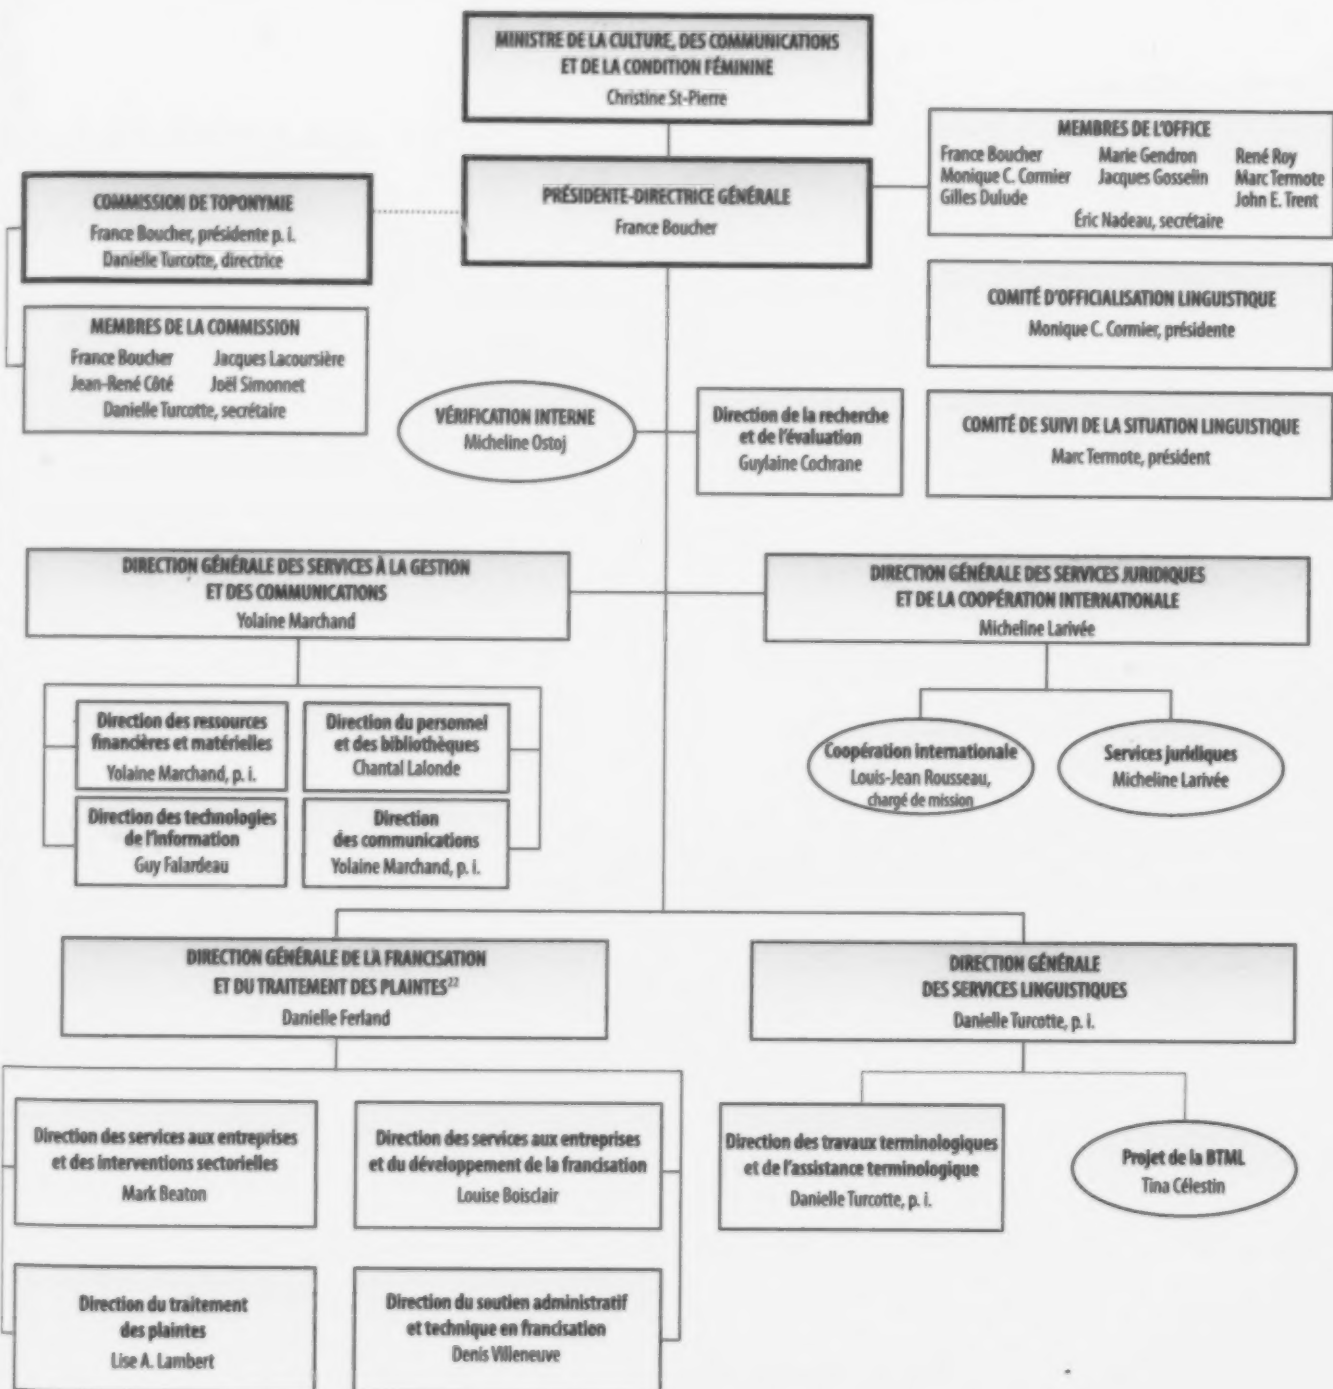 MINISTRE DE LA CULTURE, DES COMMUNICATIONS
ET DE LA CONDITION FÉMININE
Christine St-Pierre
MEMBRES DE L'OFFICE
France Boucher Marie Gendron René Roy
Monique C. Cormier Jacques Gosselin Marc Termote
Gilles Dulude John E. Trent
Éric Nadeau, secrétaire
PRÉSIDENTE-DIRECTRICE GÉNÉRALE
France Boucher
COMMISSION DE TOPONYMIE
France Boucher, présidente p. i.
Danielle Turcotte, directrice
MEMBRES DE LA COMMISSION
France Boucher Jacques Lacoursière
Jean-René Côté Joël Simonnet
Danielle Turcotte, secrétaire
COMITÉ D'OFFICIALISATION LINGUISTIQUE
Monique C. Cormier, présidente
VÉRIFICATION INTERNE
Micheline Ostoj
Direction de la recherche
et de l'évaluation
Guylaine Cochrane
COMITÉ DE SUIVI DE LA SITUATION LINGUISTIQUE
Marc Termote, président
DIRECTION GÉNÉRALE DES SERVICES À LA GESTION
ET DES COMMUNICATIONS
Yolaine Marchand
DIRECTION GÉNÉRALE DES SERVICES JURIDIQUES
ET DE LA COOPÉRATION INTERNATIONALE
Micheline Larivée
Direction des ressources
financières et matérielles
Yolaine Marchand, p. i.
Direction du personnel
et des bibliothèques
Chantal Lalonde
Direction des technologies
de l'information
Guy Falardeau
Direction
des communications
Yolaine Marchand, p. i.
Coopération internationale
Louis-Jean Rousseau,
chargé de mission
Services juridiques
Micheline Larivée
DIRECTION GÉNÉRALE DE LA FRANCISATION
ET DU TRAITEMENT DES PLAINTES22
Danielle Ferland
DIRECTION GÉNÉRALE
DES SERVICES LINGUISTIQUES
Danielle Turcotte, p. i.
Direction des services aux entreprises
et des interventions sectorielles
Mark Beaton
Direction des services aux entreprises
et du développement de la francisation
Louise Boisclair
Direction des travaux terminologiques
et de l'assistance terminologique
Danielle Turcotte, p. i.
Projet de la BTML
Tina Célestin
Direction du traitement
des plaintes
Lise A. Lambert
Direction du soutien administratif
et technique en francisation
Denis Villeneuve